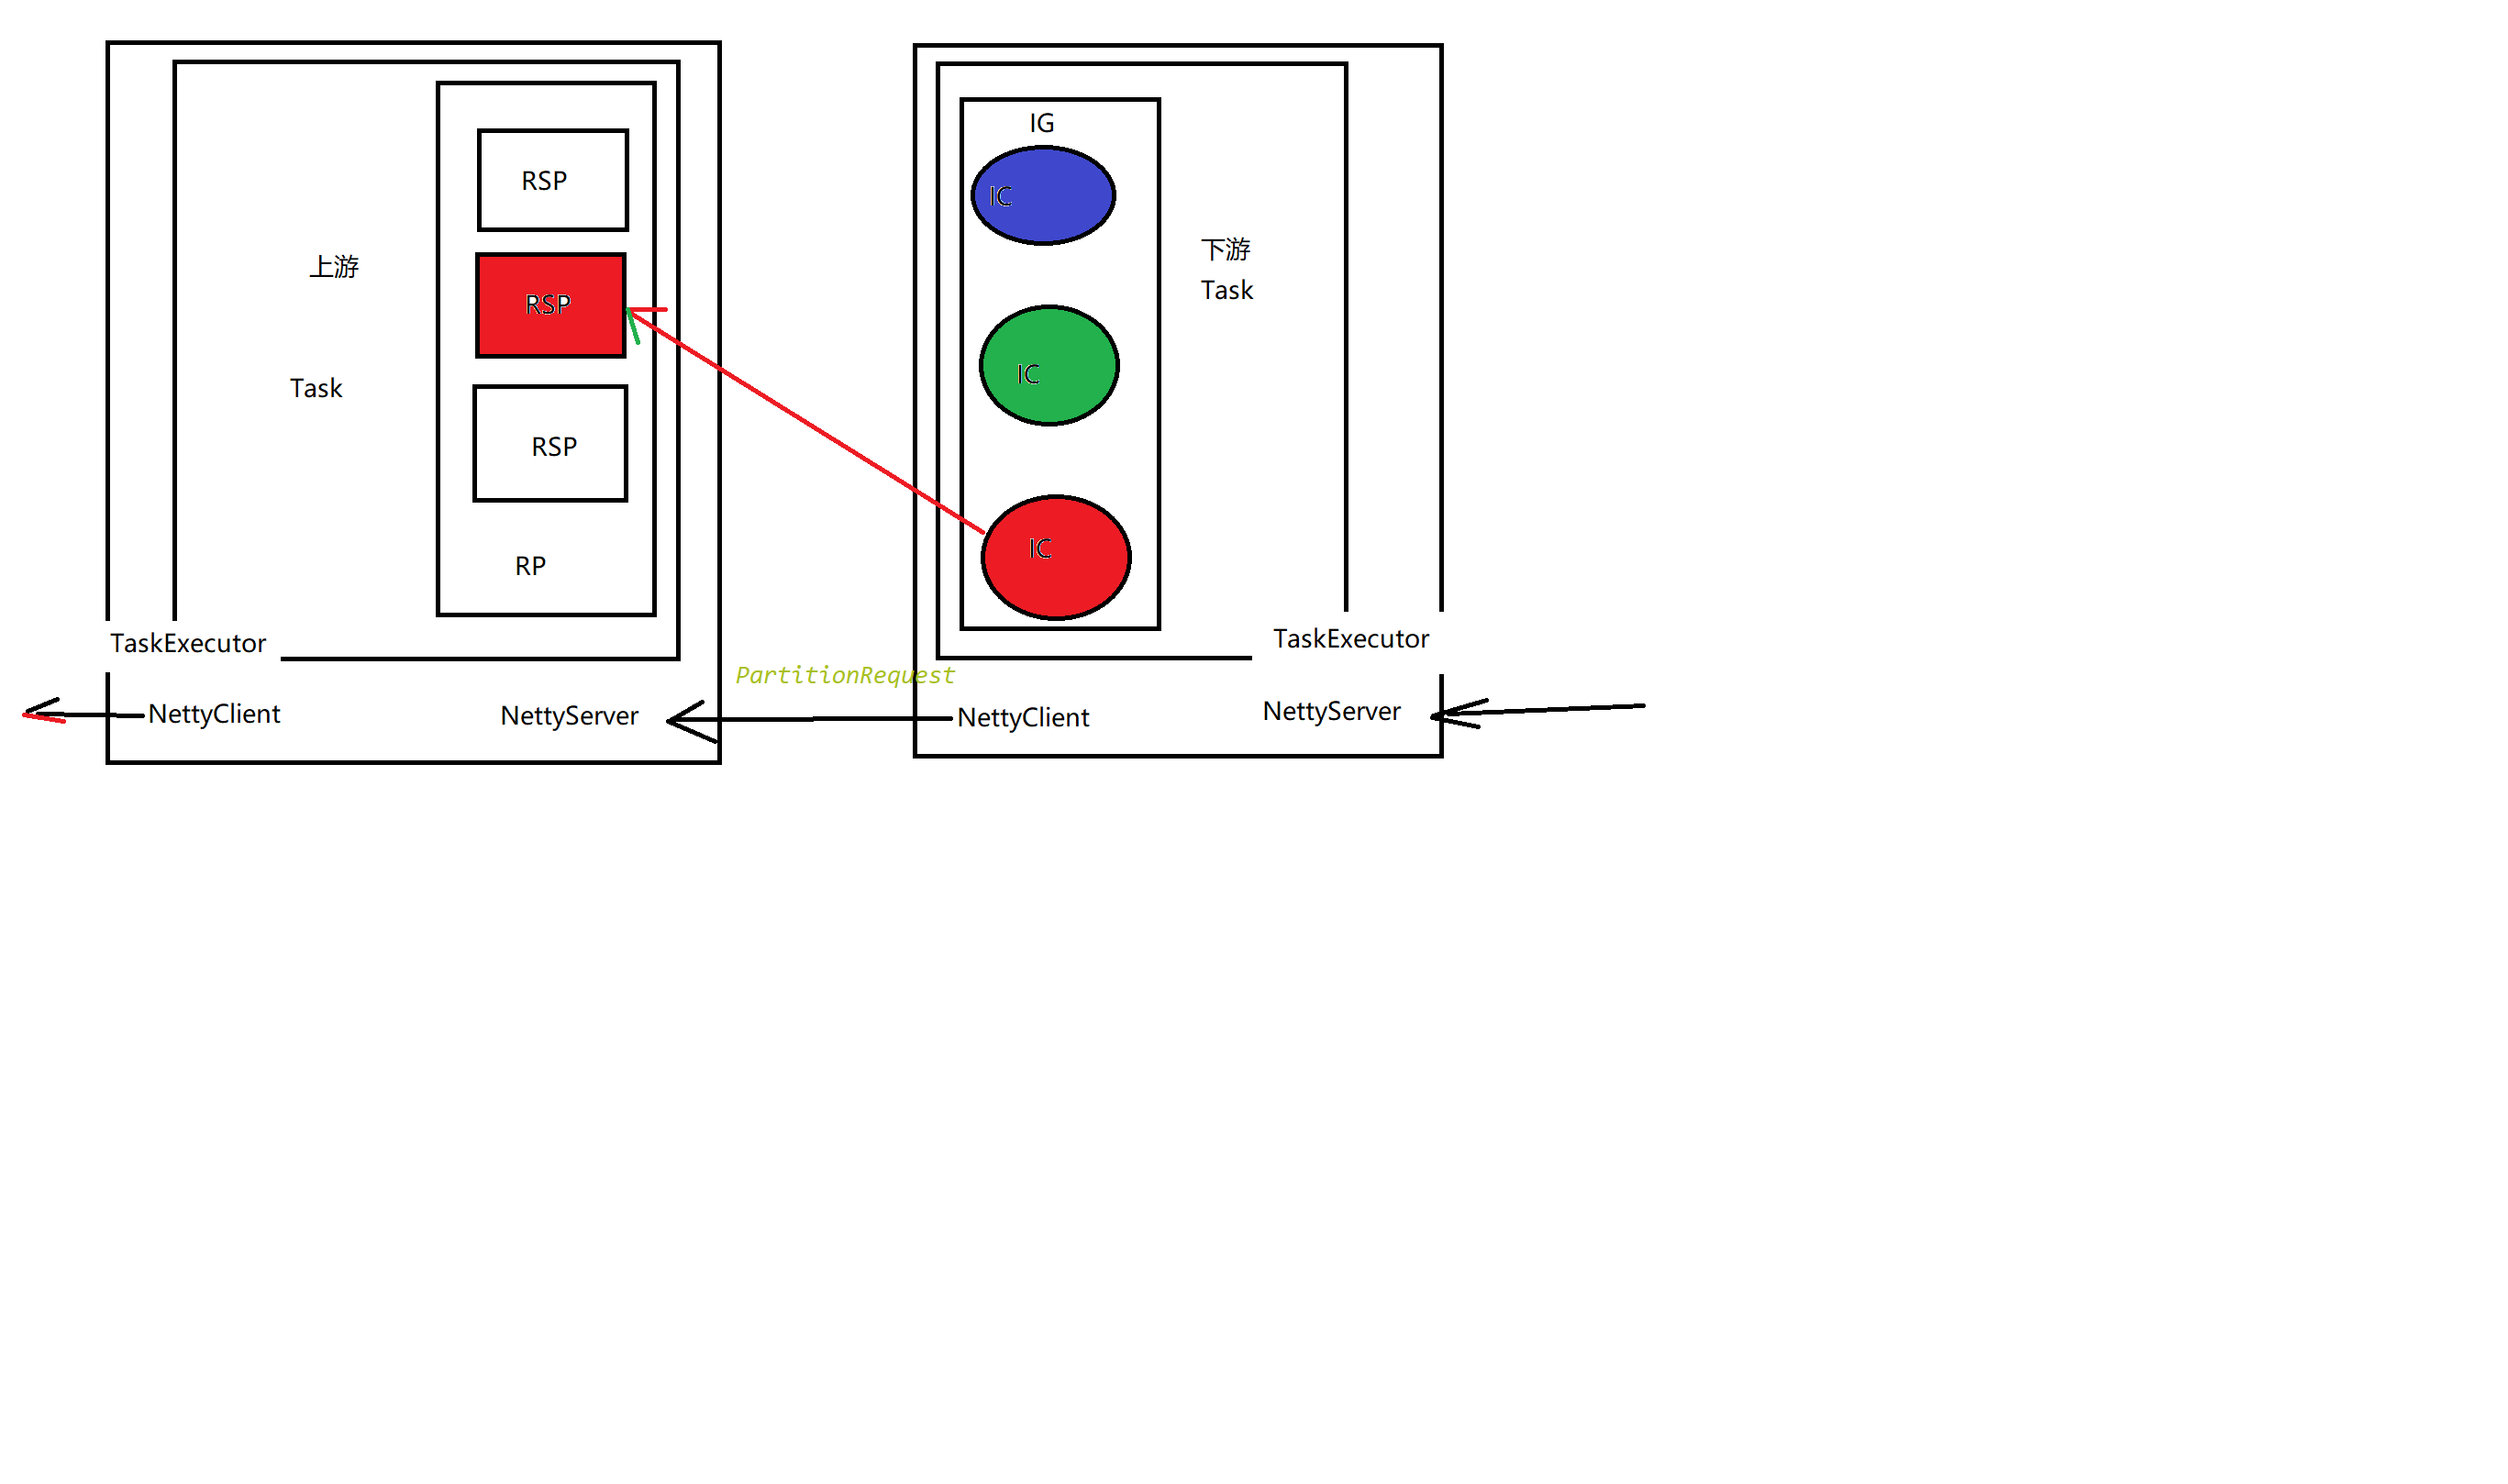 RSP
上游
RSP
Task
RSP
RP
TaskExecutor
NettyClient
NettyServer
PartitionRequest
IG
IC
下游
Task
IC
IC
TaskExecutor
NettyClient
NettyServer